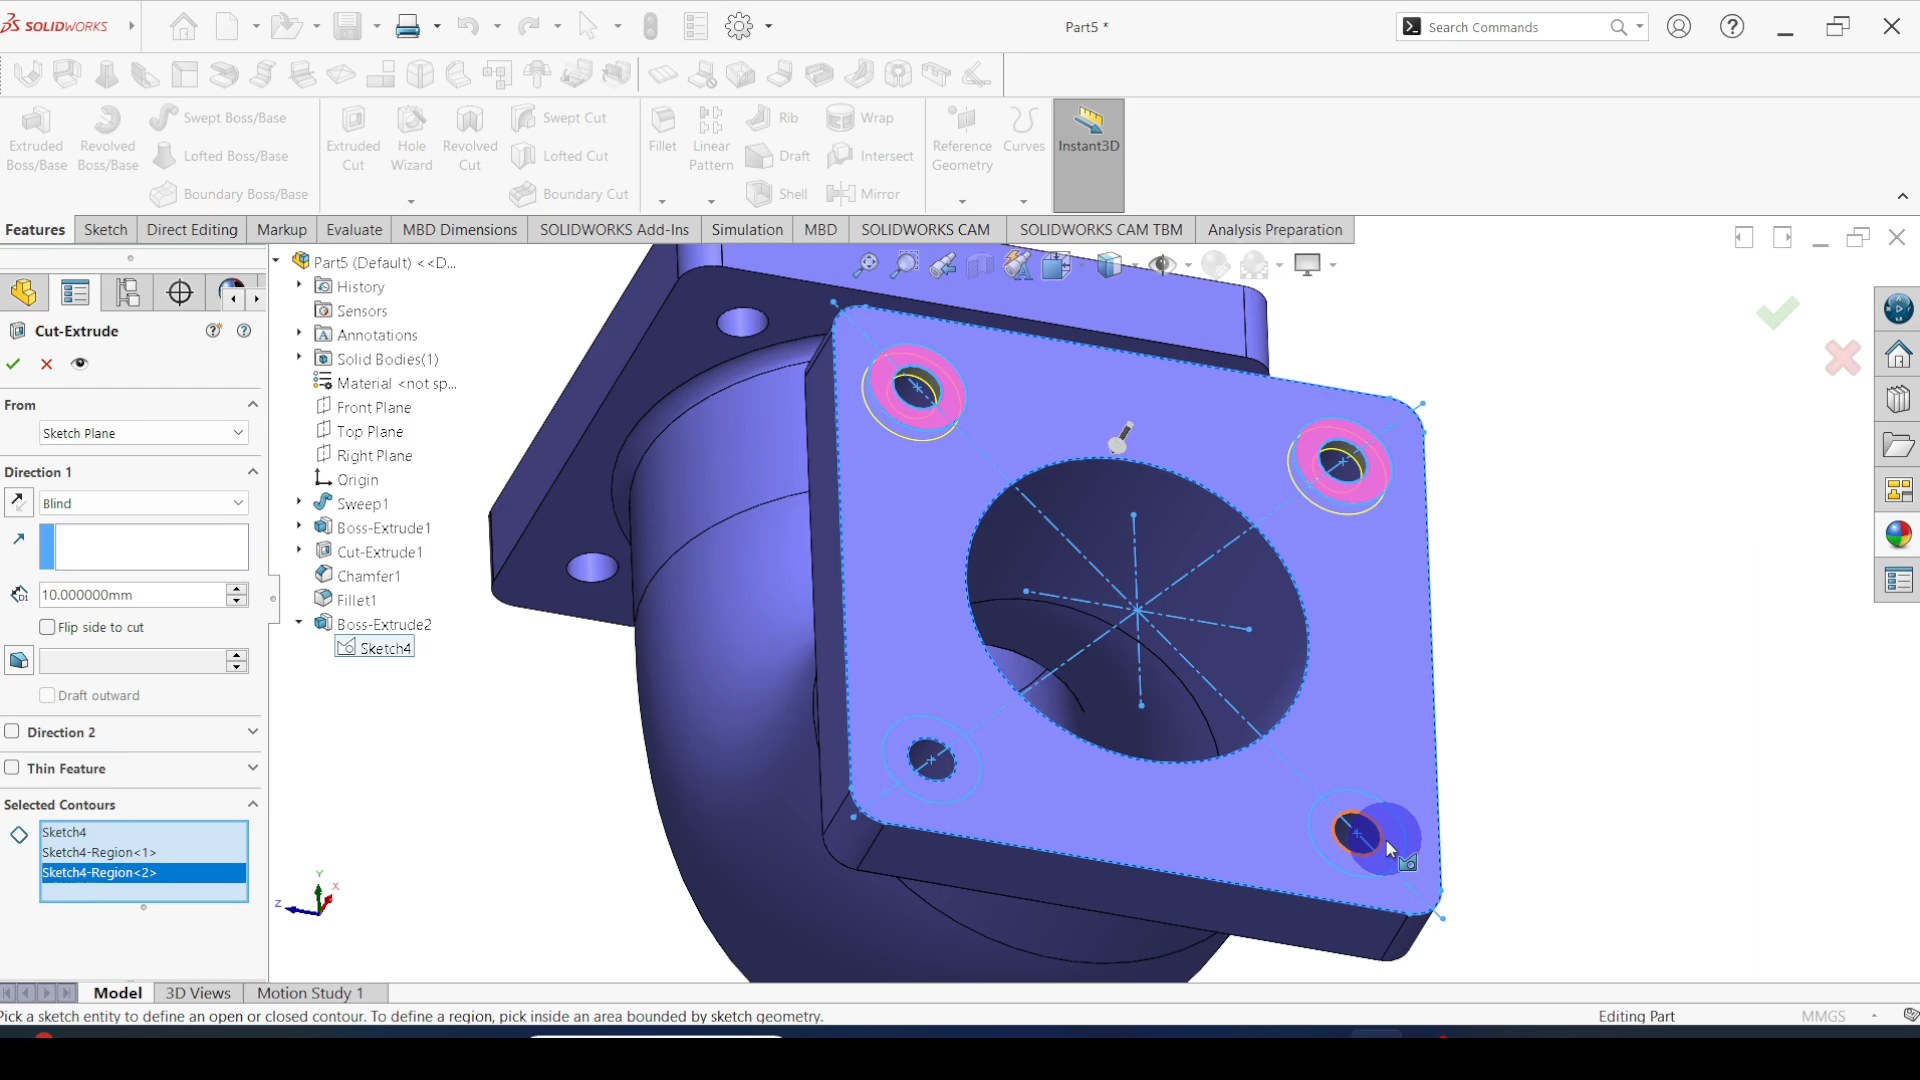 SOLIDWORKS
Part5 *
Search Commands
Extruded Boss/Base
Revolved Boss/Base
Swept Boss/Base
Lofted Boss/Base
Boundary Boss/Base
Extruded Cut
Hole Wizard
Revolved Cut
Swept Cut
Lofted Cut
Boundary Cut
Fillet
Linear Pattern
Rib
Draft
Shell
Wrap
Intersect
Mirror
Reference Geometry
Curves
Instant3D
Features
Sketch
Direct Editing
Markup
Evaluate
MBD Dimensions
SOLIDWORKS Add-Ins
Simulation
MBD
SOLIDWORKS CAM
SOLIDWORKS CAM TBM
Analysis Preparation
Cut-Extrude
From
Sketch Plane
Direction 1
Blind
10.000000mm
Flip side to cut
Draft outward
Direction 2
Thin Feature
Selected Contours
Sketch4
Sketch4-Region<1>
Sketch4-Region<2>
Part5 (Default) <<D...
History
Sensors
Annotations
Solid Bodies(1)
Material <not sp...
Front Plane
Top Plane
Right Plane
Origin
Sweep1
Boss-Extrude1
Cut-Extrude1
Chamfer1
Fillet1
Boss-Extrude2
Sketch4
Y
X
Z
Model
3D Views
Motion Study 1
Pick a sketch entity to define an open or closed contour. To define a region, pick inside an area bounded by sketch geometry.
Editing Part
MMGS